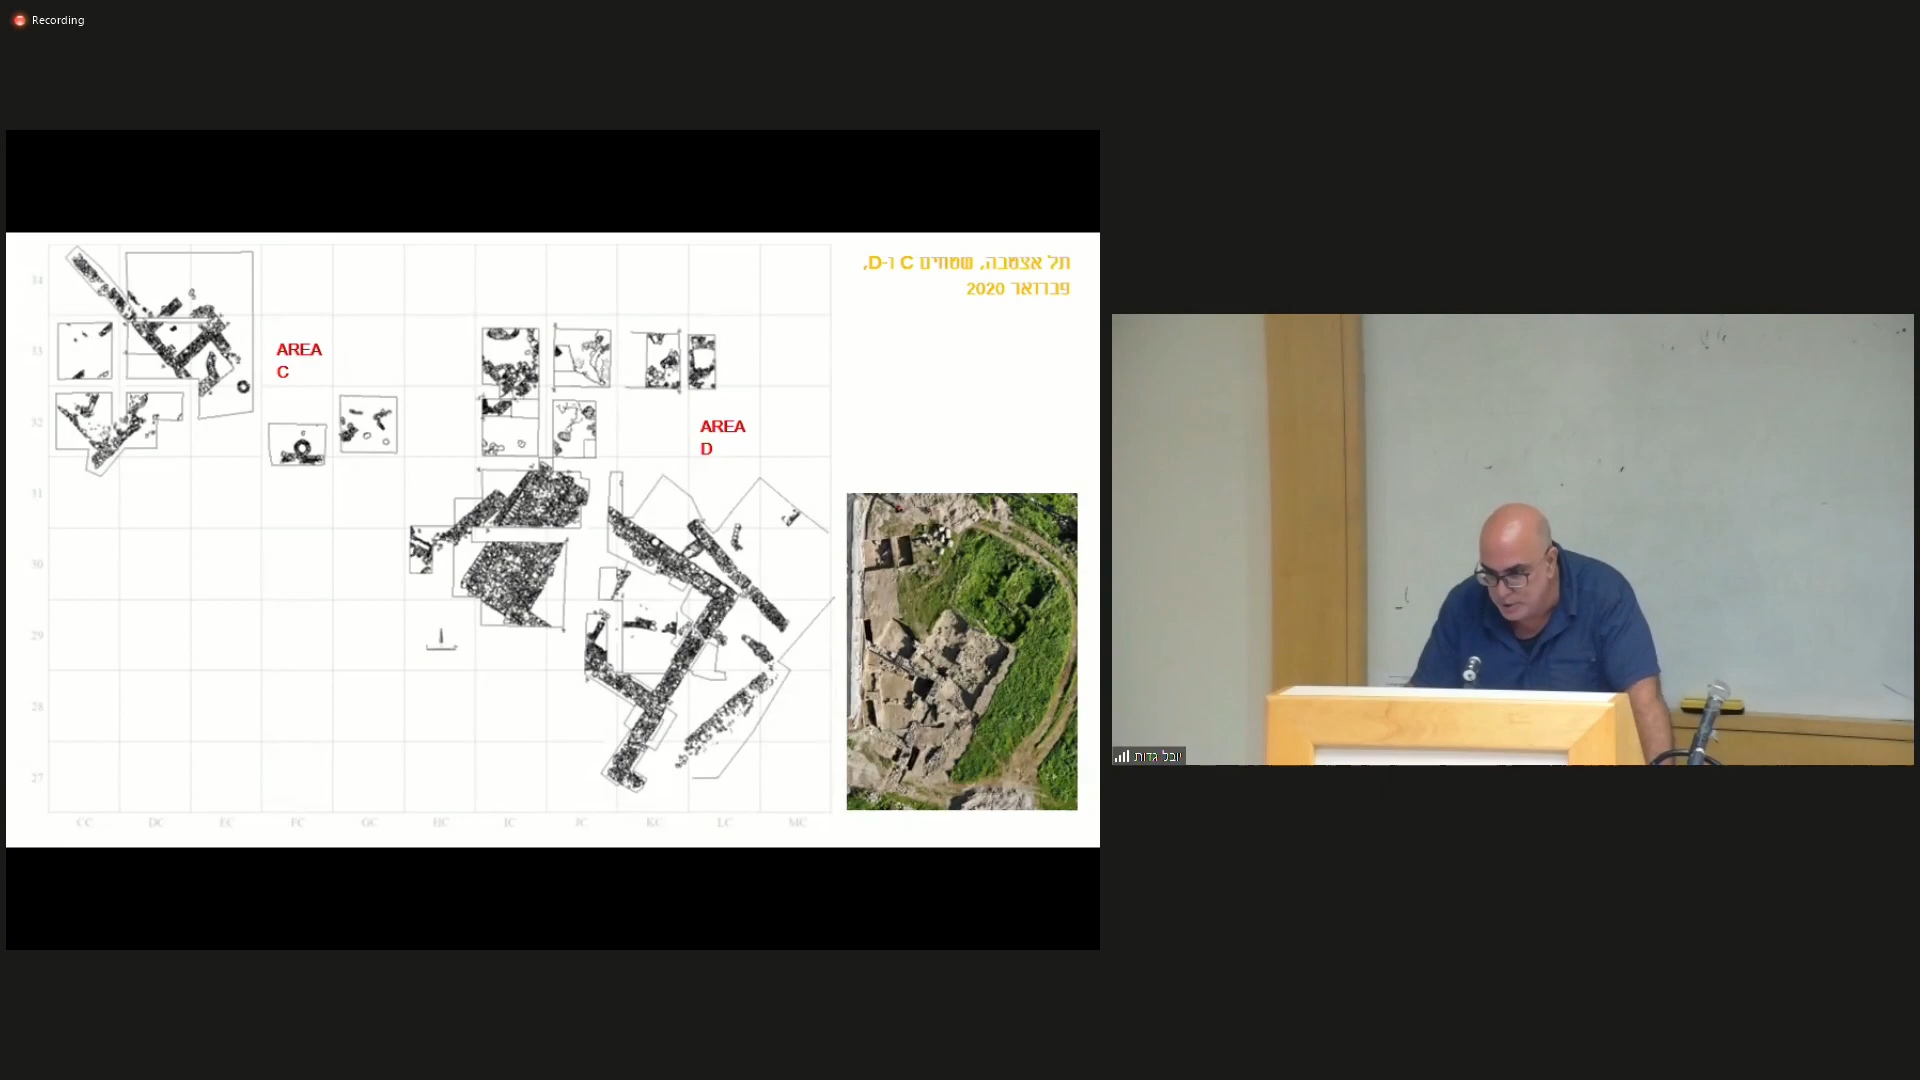 Recording
תל אצטבה, שטחים C ו-D,
פברואר 2020
AREA
C
AREA
D
34
33
32
31
30
29
28
27
CC DC EC FC GC HC IC JC KC LC MC
יובל גדות